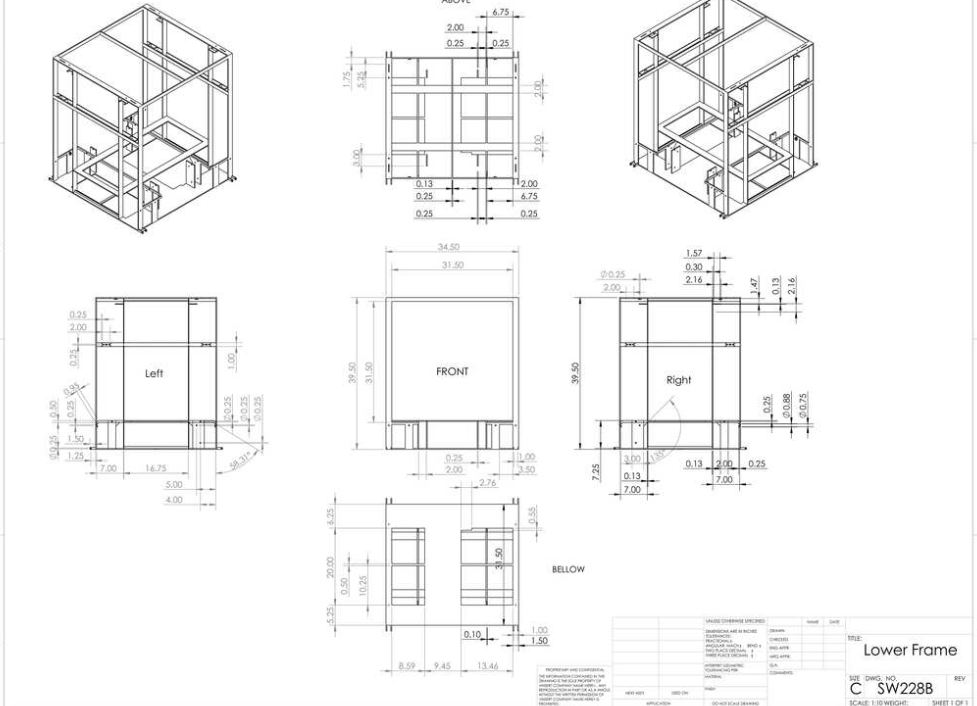 ABOVE
6.75
2.00
0.25 0.25
1.75
5.25
2.00
2.00
3.00
0.13 2.00
0.25 6.75
0.25 0.25
34.50
31.50
39.50
31.50
FRONT
0.25 1.00
2.00 3.50
0.25
2.00
0.25
1.00
Left
0.95
0.50
0.25
Ø0.25
Ø0.25
Ø0.25
Ø0.25
1.50
1.25
7.00 16.75
58.31°
5.00
4.00
1.57
0.30
2.16
Ø0.25
2.00
1.47
0.13
2.16
39.50
Right
0.25
Ø0.88
Ø0.75
7.25
3.00
135°
0.13 2.00 0.25
0.13 7.00
7.00
2.76
6.25
0.55
20.00
0.50
10.25
31.50
5.25
BELLOW
0.10
1.00
1.50
8.59 9.45 13.46
UNLESS OTHERWISE SPECIFIED:
NAME DATE
DIMENSIONS ARE IN INCHES
TOLERANCES:
FRACTIONAL±
ANGULAR: MACH± BEND ±
TWO PLACE DECIMAL ±
THREE PLACE DECIMAL ±
DRAWN
CHECKED
ENG APPR.
MFG APPR.
Q.A.
COMMENTS:
INTERPRET GEOMETRIC
TOLERANCING PER:
MATERIAL
FINISH
NEXT ASSY USED ON
APPLICATION
DO NOT SCALE DRAWING
PROPRIETARY AND CONFIDENTIAL
THE INFORMATION CONTAINED IN THIS
DRAWING IS THE SOLE PROPERTY OF
<INSERT COMPANY NAME HERE>. ANY
REPRODUCTION IN PART OR AS A WHOLE
WITHOUT THE WRITTEN PERMISSION OF
<INSERT COMPANY NAME HERE> IS
PROHIBITED.
TITLE:
Lower Frame
SIZE DWG. NO. REV
C SW228B
SCALE: 1:10 WEIGHT: SHEET 1 OF 1